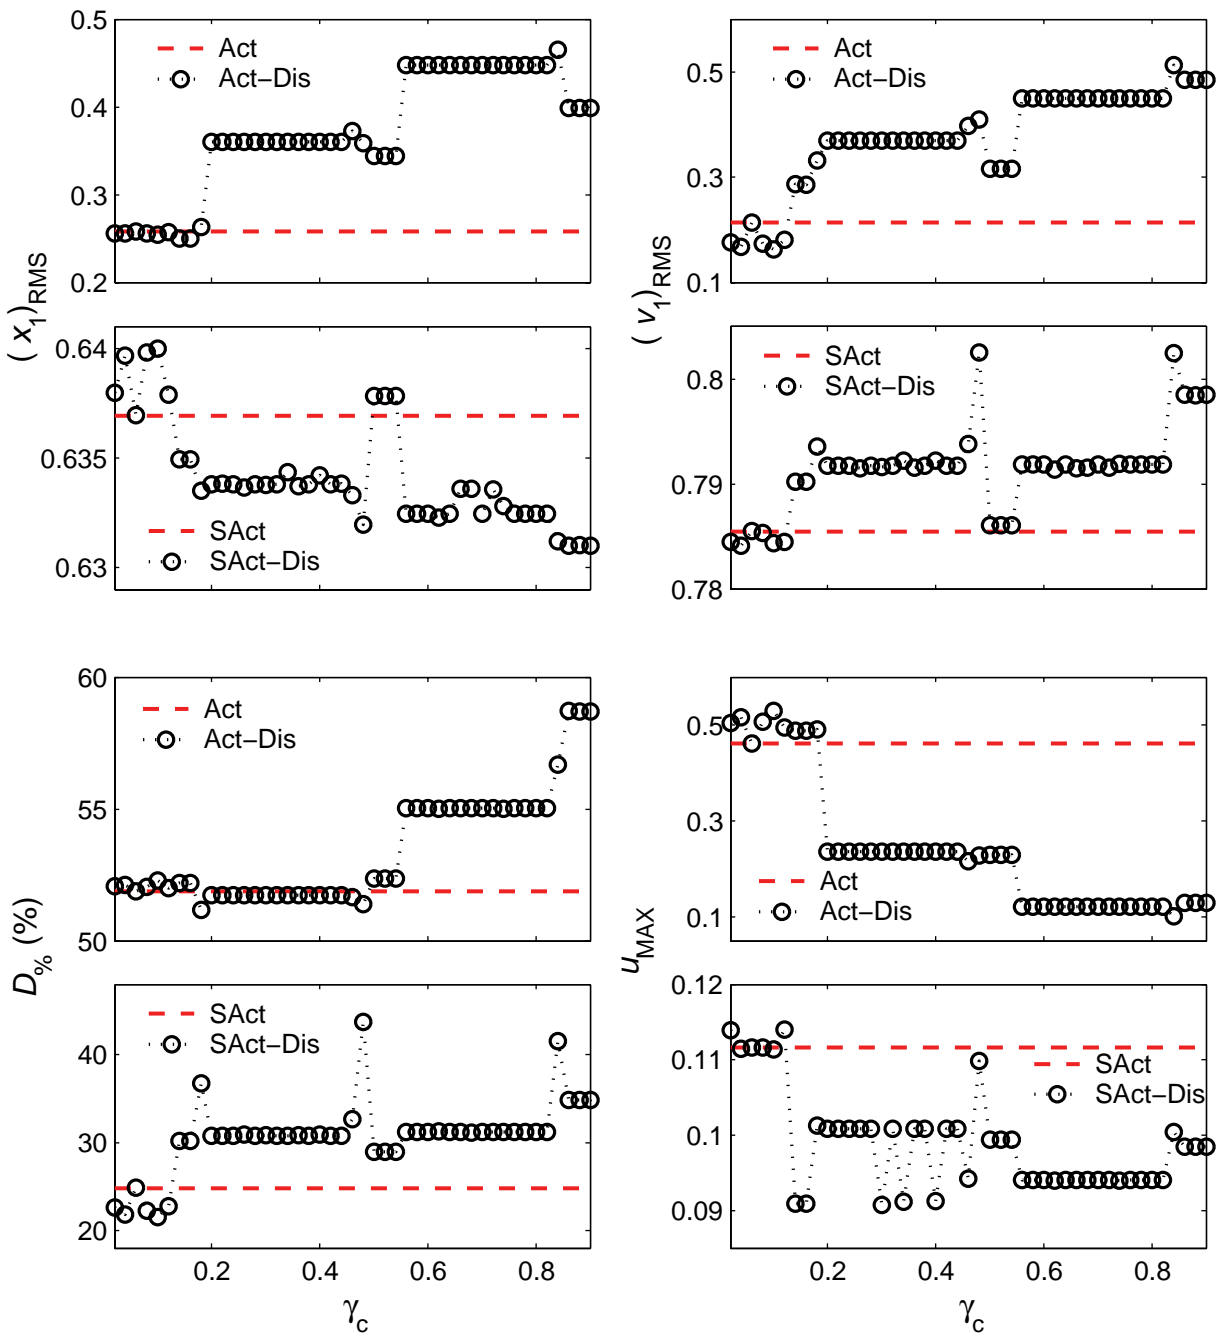 0.5
0.4
0.3
0.2
Act
Act−Dis
0.5
0.3
0.1
Act
Act−Dis
( x₁)RMS
( v₁)RMS
0.64
0.635
0.63
SAct
SAct−Dis
0.8
0.79
0.78
SAct
SAct−Dis
60
55
50
Act
Act−Dis
0.5
0.3
0.1
Act
Act−Dis
D% (%)
uMAX
40
30
20
SAct
SAct−Dis
0.2 0.4 0.6 0.8
γc
0.12
0.11
0.1
0.09
SAct
SAct−Dis
0.2 0.4 0.6 0.8
γc